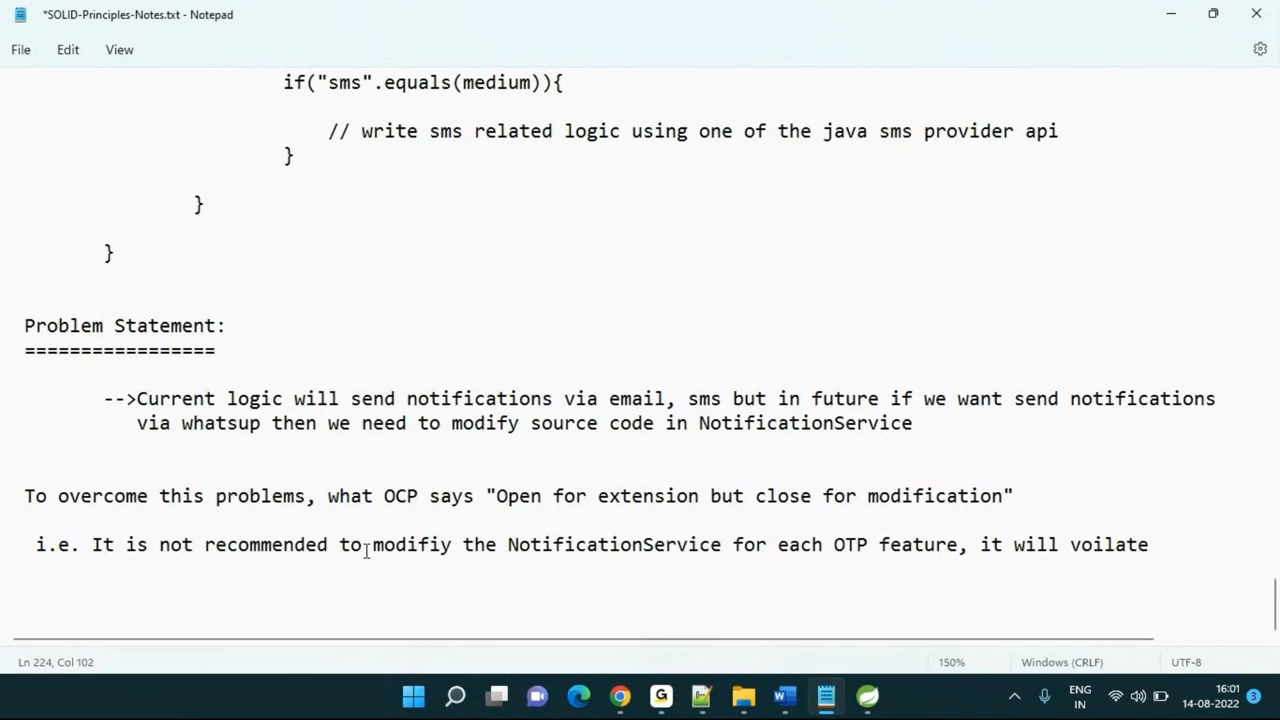 *SOLID-Principles-Notes.txt - Notepad
File Edit View
if("sms".equals(medium)){
// write sms related logic using one of the java sms provider api
}
}
}
Problem Statement:
=================
-->Current logic will send notifications via email, sms but in future if we want send notifications
via whatsup then we need to modify source code in NotificationService
To overcome this problems, what OCP says "Open for extension but close for modification"
i.e. It is not recommended to modifiy the NotificationService for each OTP feature, it will voilate
Ln 224, Col 102 150% Windows (CRLF) UTF-8
ENG
IN
16:01
14-08-2022
3